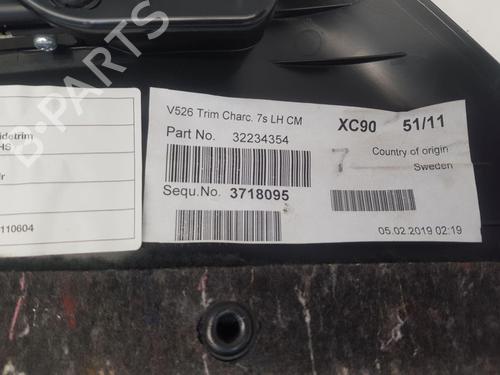 V526 Trim Charc. 7s LH CM
XC90 51/11
Part No. 32234354
7
Country of origin
Sweden
Sequ.No. 3718095
05.02.2019 02:19
idetrim
HS
110604
B-PARTS